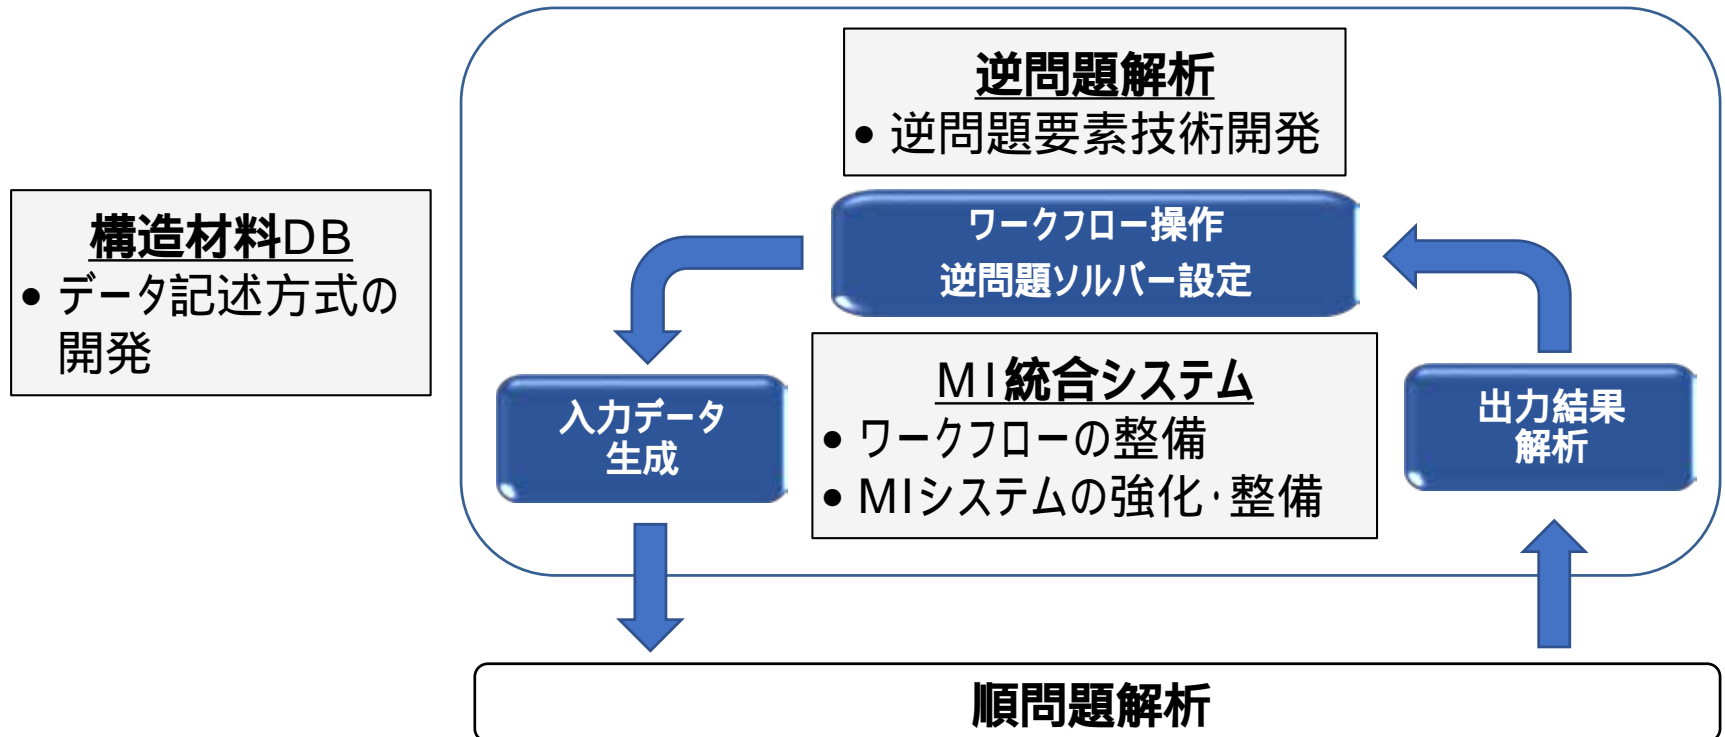 逆問題解析
• 逆問題要素技術開発
構造材料DB
• データ記述方式の
開発
ワークフロー操作
逆問題ソルバー設定
入力データ
生成
MI統合システム
• ワークフローの整備
• MIシステムの強化・整備
出力結果
解析
順問題解析